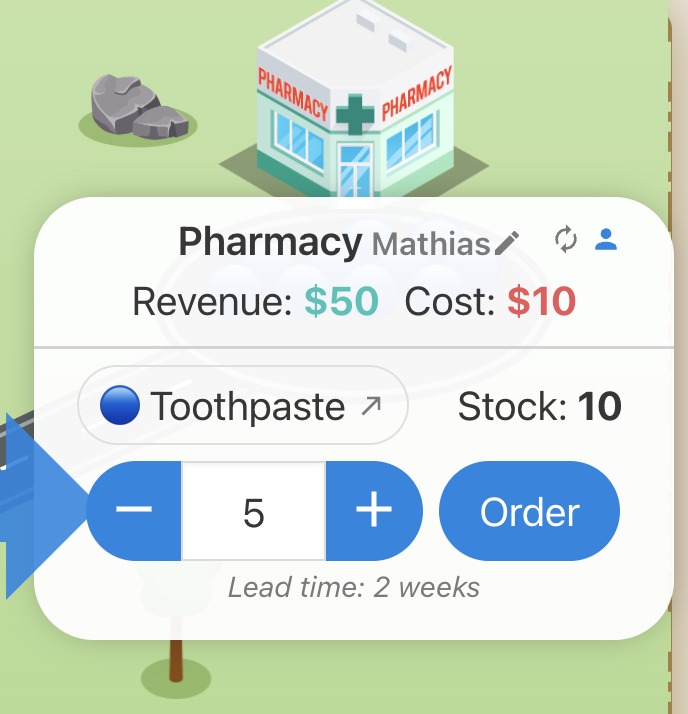 PHARMACY PHARMACY
Pharmacy Mathias
Revenue: $50 Cost: $10
Toothpaste Stock: 10
5 Order
Lead time: 2 weeks